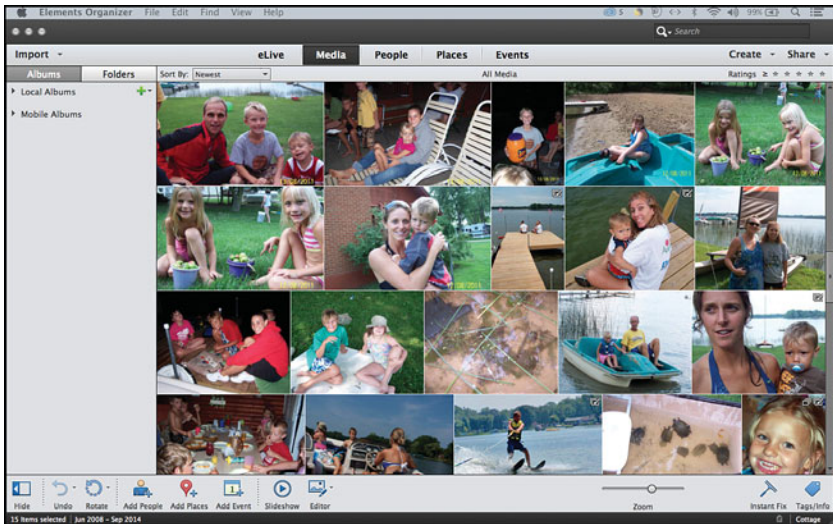 Elements Organizer File Edit Find View Help 5 99%
Search
Import eLive Media People Places Events Create Share
Albums Folders Sort By: Newest All Media Ratings ≥
Local Albums
Mobile Albums
Hide Undo Rotate Add People Add Places Add Event Slideshow Editor Zoom Instant Fix Tags/Info
15 items selected Jun 2008 - Sep 2014 Cottage